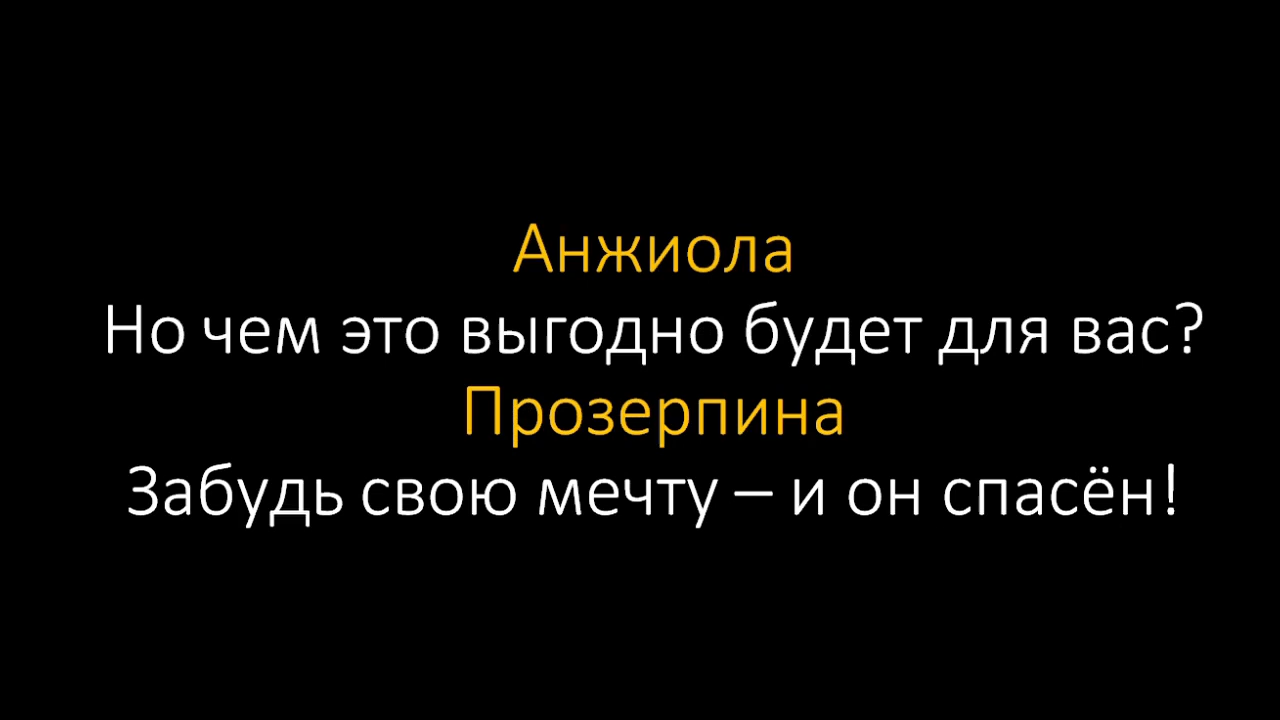 Анжиола
Но чем это выгодно будет для вас?
Прозерпина
Забудь свою мечту – и он спасён!